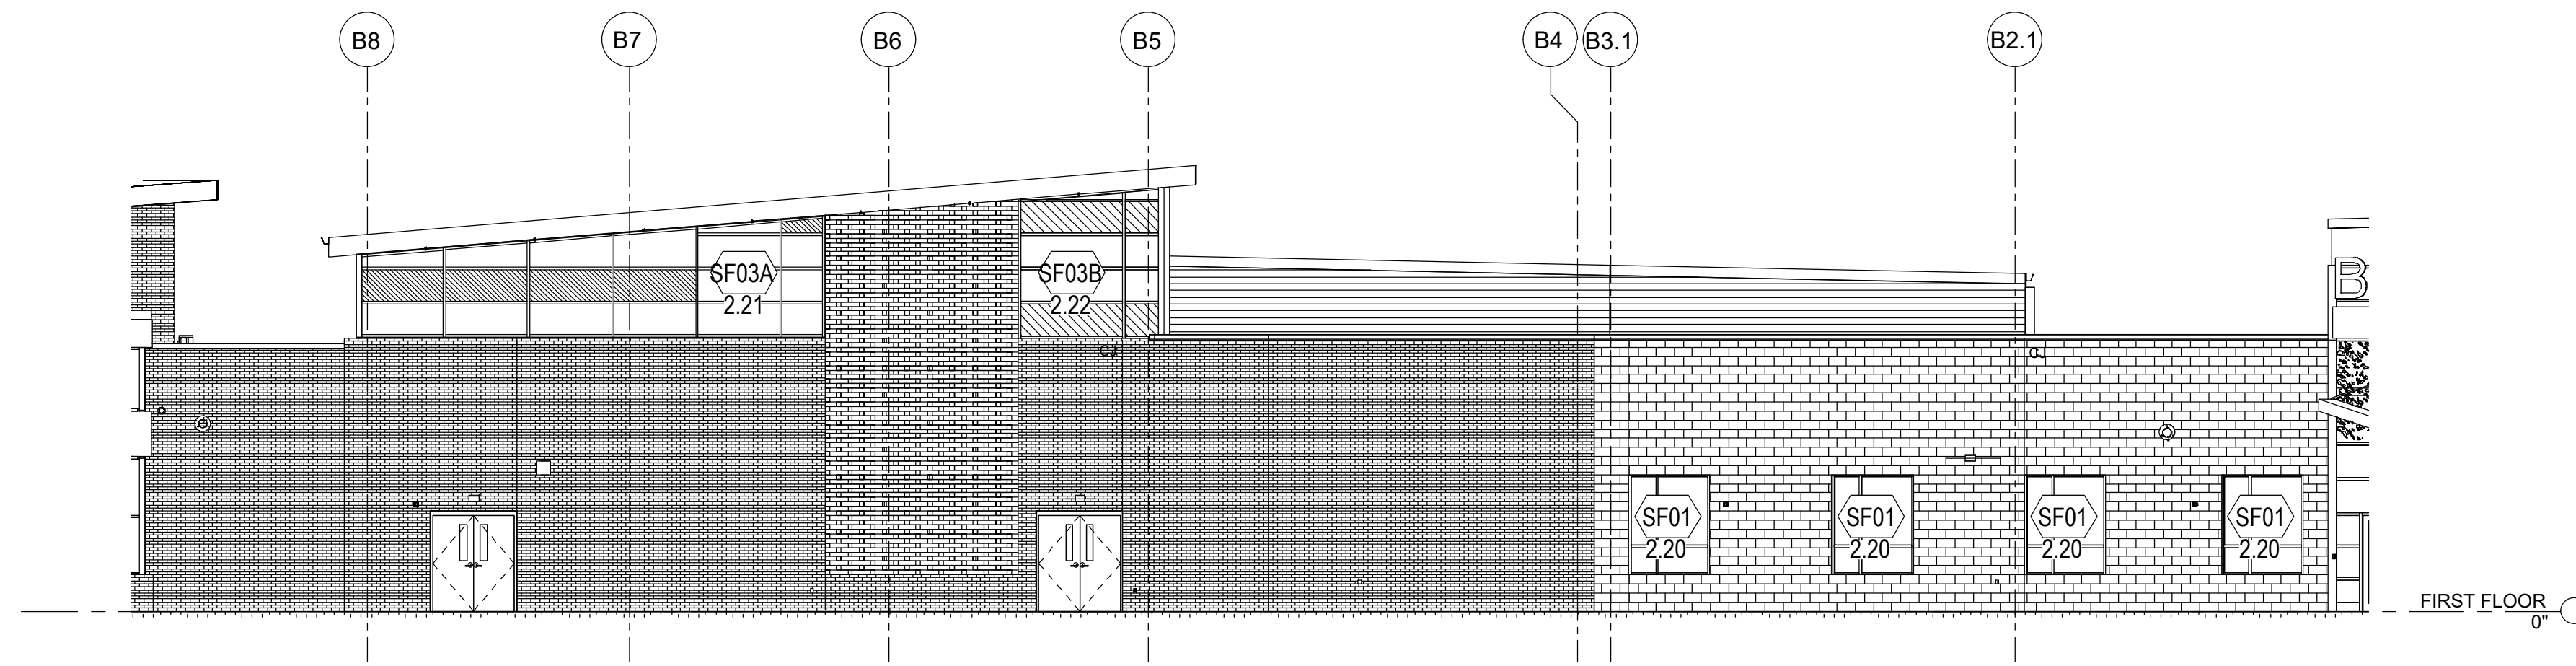 B8
B7
B6
B5
B4
B3.1
B2.1
SF03A
2.21
SF03B
2.22
B
CJ
CJ
SF01
2.20
SF01
2.20
SF01
2.20
SF01
2.20
FIRST FLOOR
0"